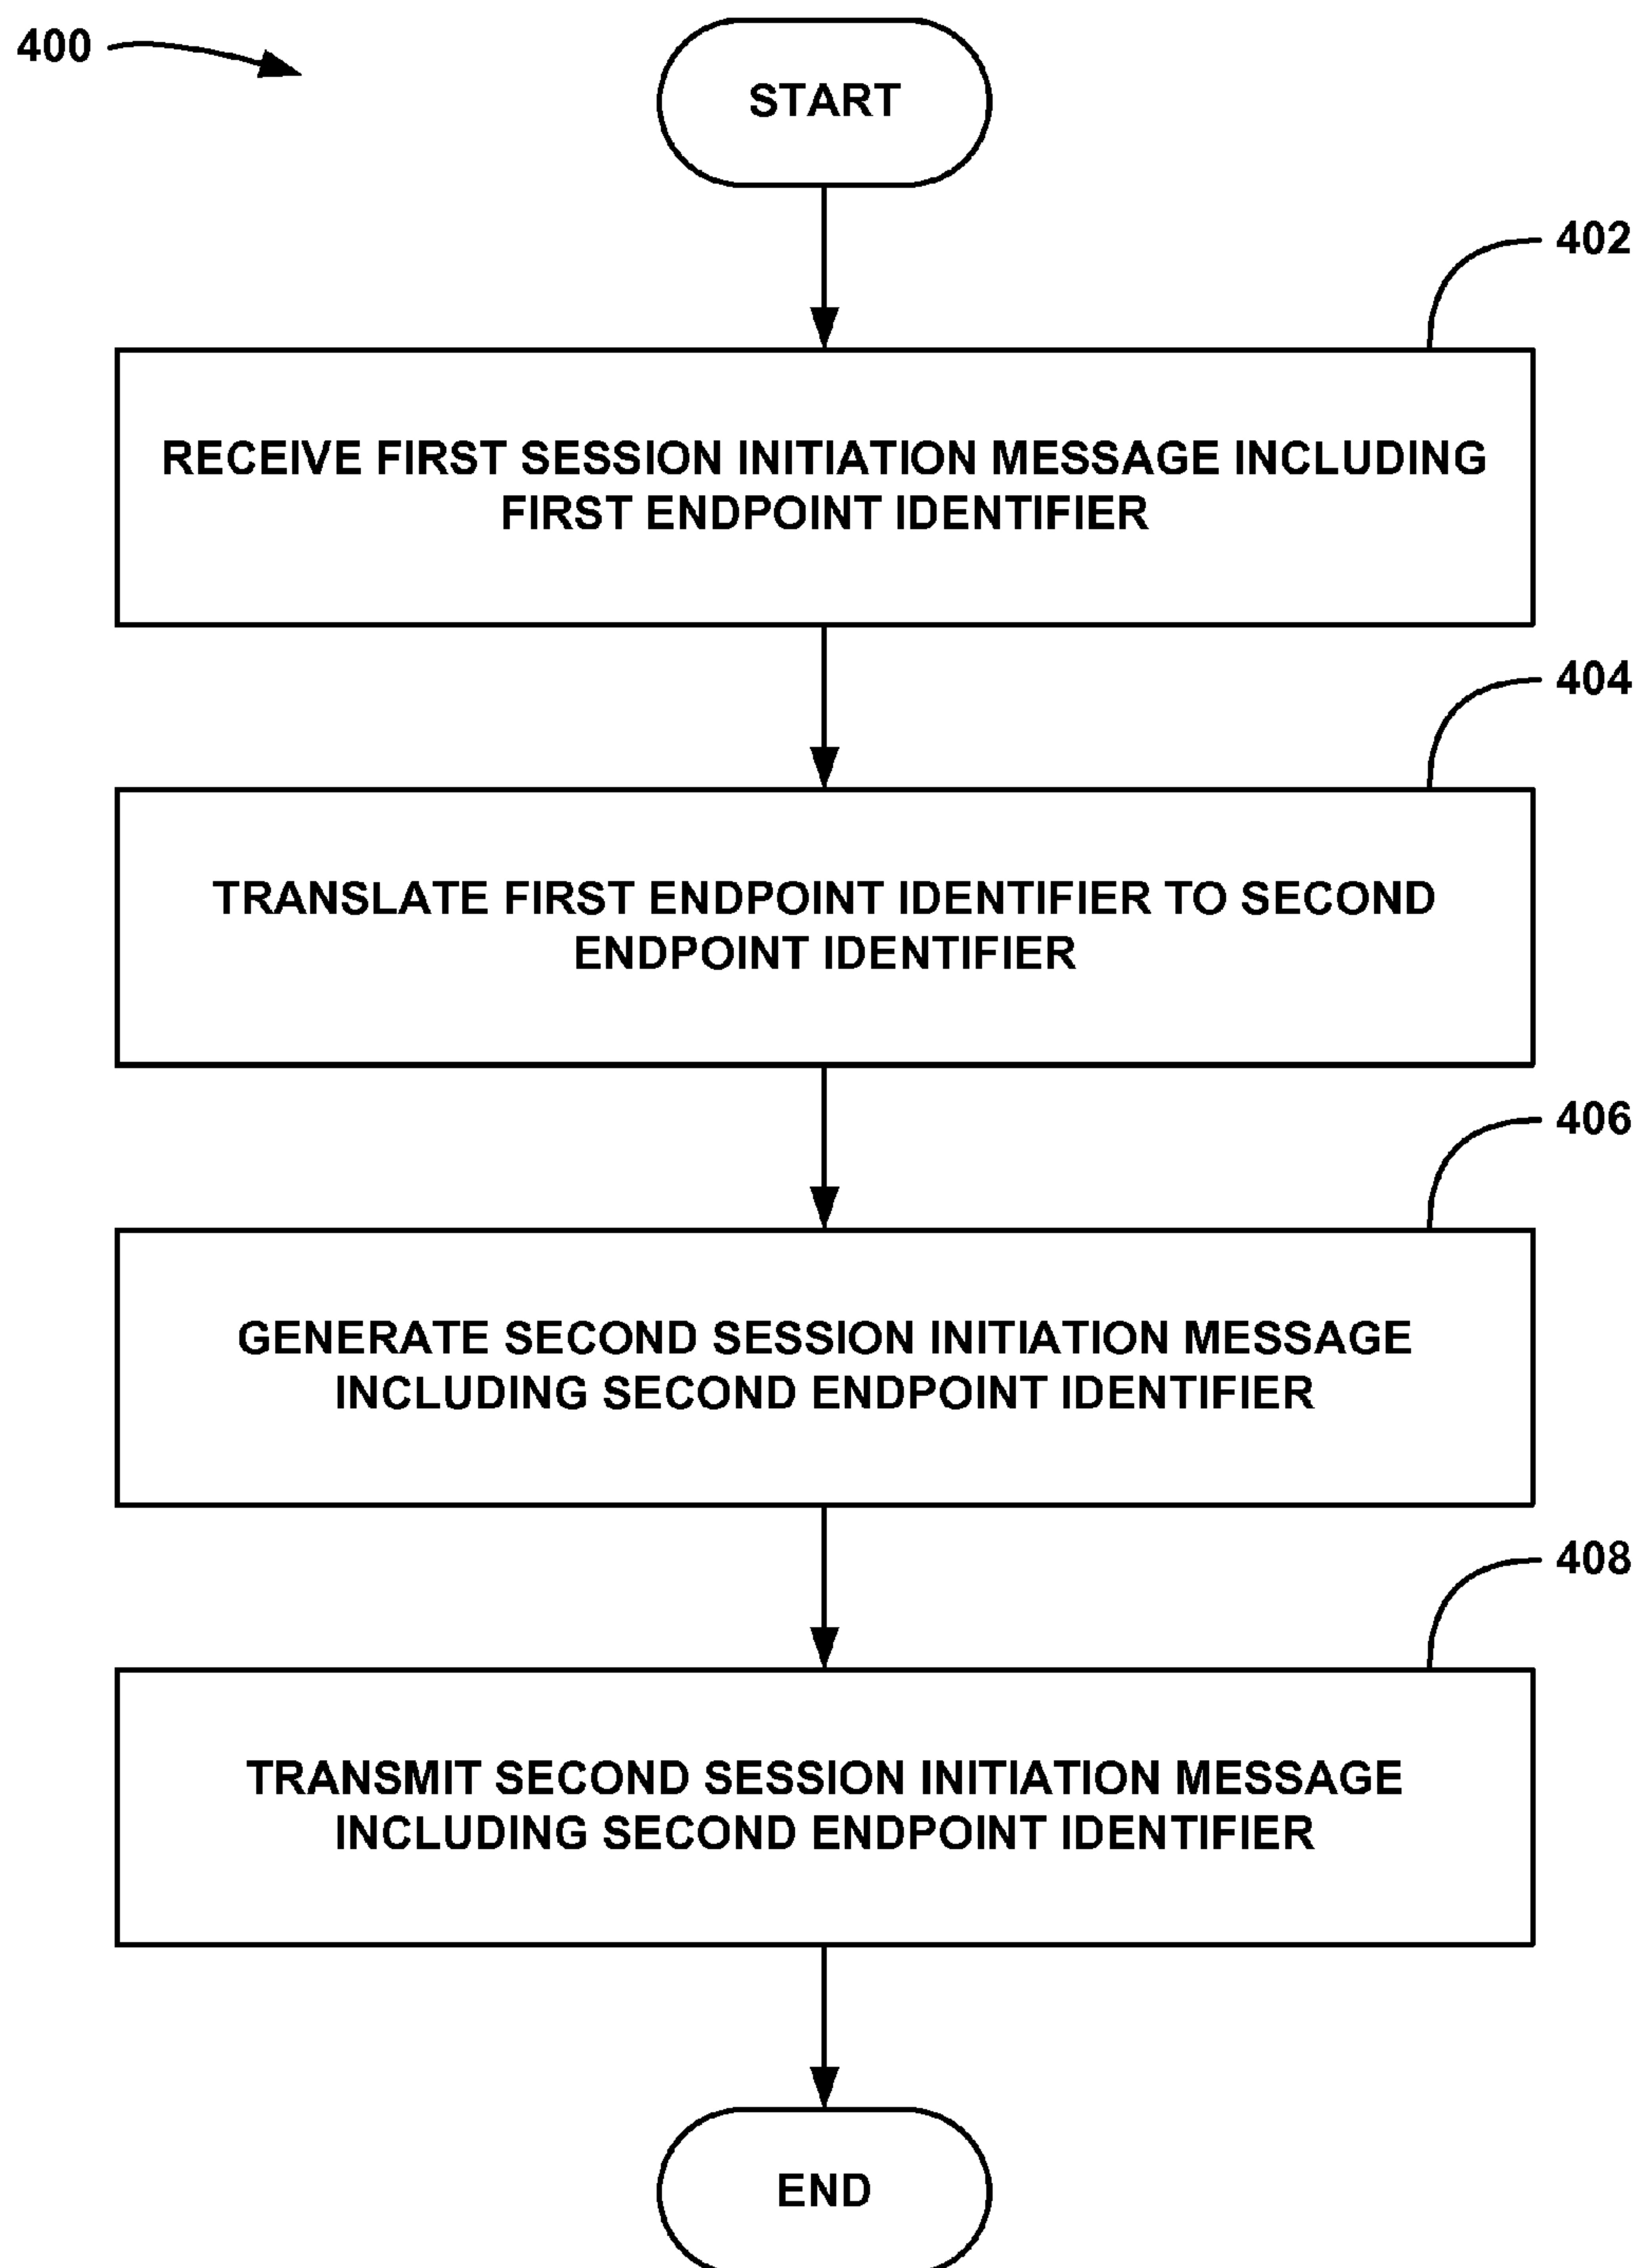 400
START
402
RECEIVE FIRST SESSION INITIATION MESSAGE INCLUDING
FIRST ENDPOINT IDENTIFIER
404
TRANSLATE FIRST ENDPOINT IDENTIFIER TO SECOND
ENDPOINT IDENTIFIER
406
GENERATE SECOND SESSION INITIATION MESSAGE
INCLUDING SECOND ENDPOINT IDENTIFIER
408
TRANSMIT SECOND SESSION INITIATION MESSAGE
INCLUDING SECOND ENDPOINT IDENTIFIER
END